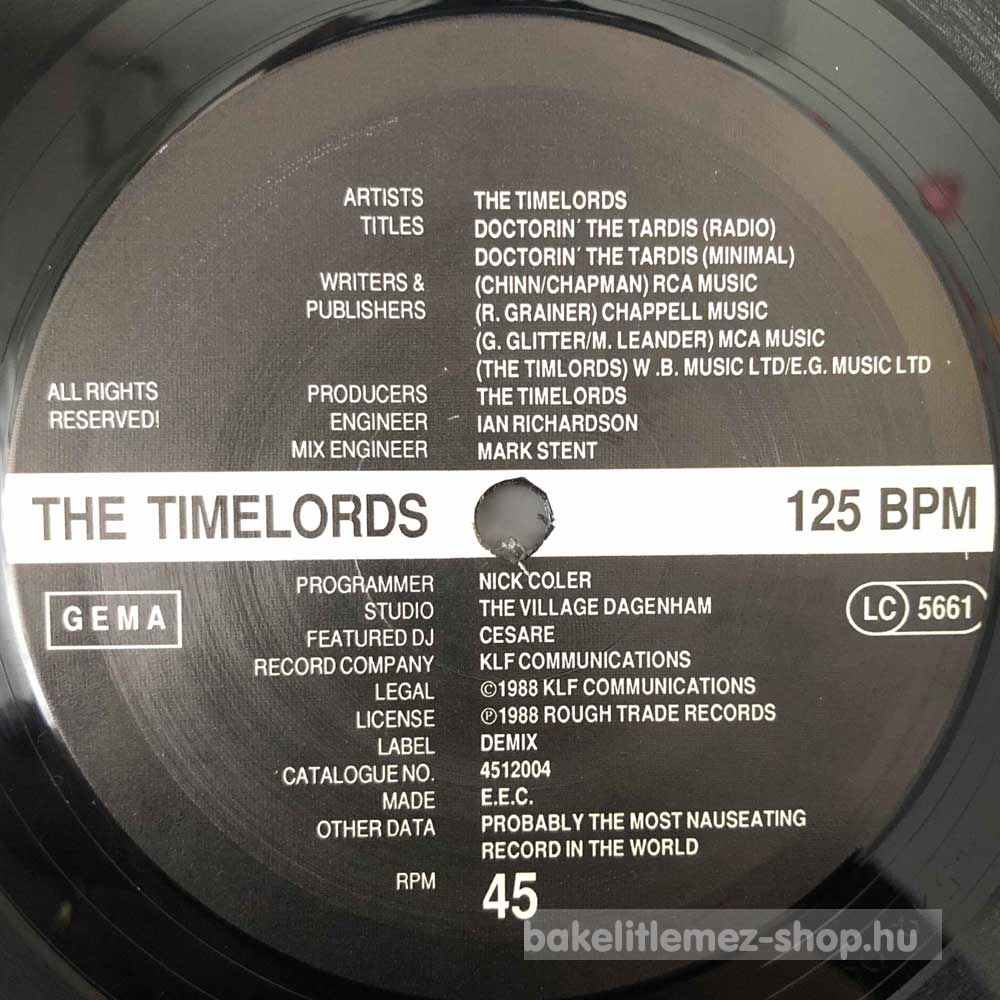 ARTISTS THE TIMELORDS
TITLES DOCTORIN' THE TARDIS (RADIO)
DOCTORIN' THE TARDIS (MINIMAL)
WRITERS & (CHINN/CHAPMAN) RCA MUSIC
PUBLISHERS (R. GRAINER) CHAPPELL MUSIC
(G. GLITTER/M. LEANDER) MCA MUSIC
(THE TIMLORDS) W .B. MUSIC LTD/E.G. MUSIC LTD
ALL RIGHTS PRODUCERS THE TIMELORDS
RESERVED! ENGINEER IAN RICHARDSON
MIX ENGINEER MARK STENT
THE TIMELORDS 125 BPM
PROGRAMMER NICK COLER
GEMA STUDIO THE VILLAGE DAGENHAM LC 5661
FEATURED DJ CESARE
RECORD COMPANY KLF COMMUNICATIONS
LEGAL ©1988 KLF COMMUNICATIONS
LICENSE ℗1988 ROUGH TRADE RECORDS
LABEL DEMIX
CATALOGUE NO. 4512004
MADE E.E.C.
OTHER DATA PROBABLY THE MOST NAUSEATING
RECORD IN THE WORLD
RPM 45
bakelitlemez-shop.hu